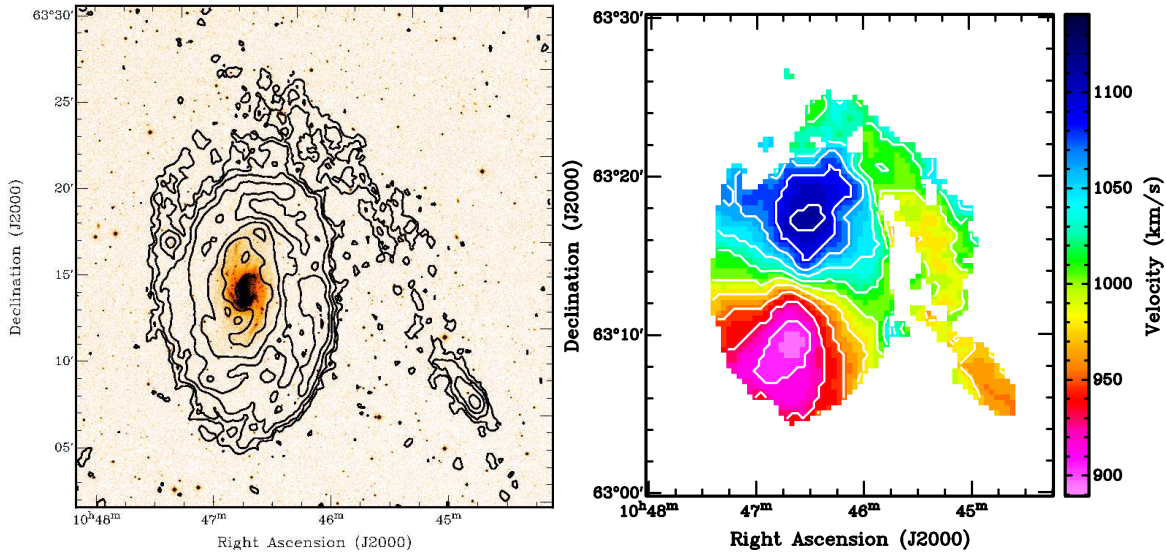 63°30′
25′
20′
15′
10′
05′
10ʰ48ᵐ
47ᵐ
46ᵐ
45ᵐ
Declination (J2000)
Right Ascension (J2000)
63°30′
63°20′
63°10′
63°00′
10ʰ48ᵐ
47ᵐ
46ᵐ
45ᵐ
Declination (J2000)
Right Ascension (J2000)
1100
1050
1000
950
900
Velocity (km/s)